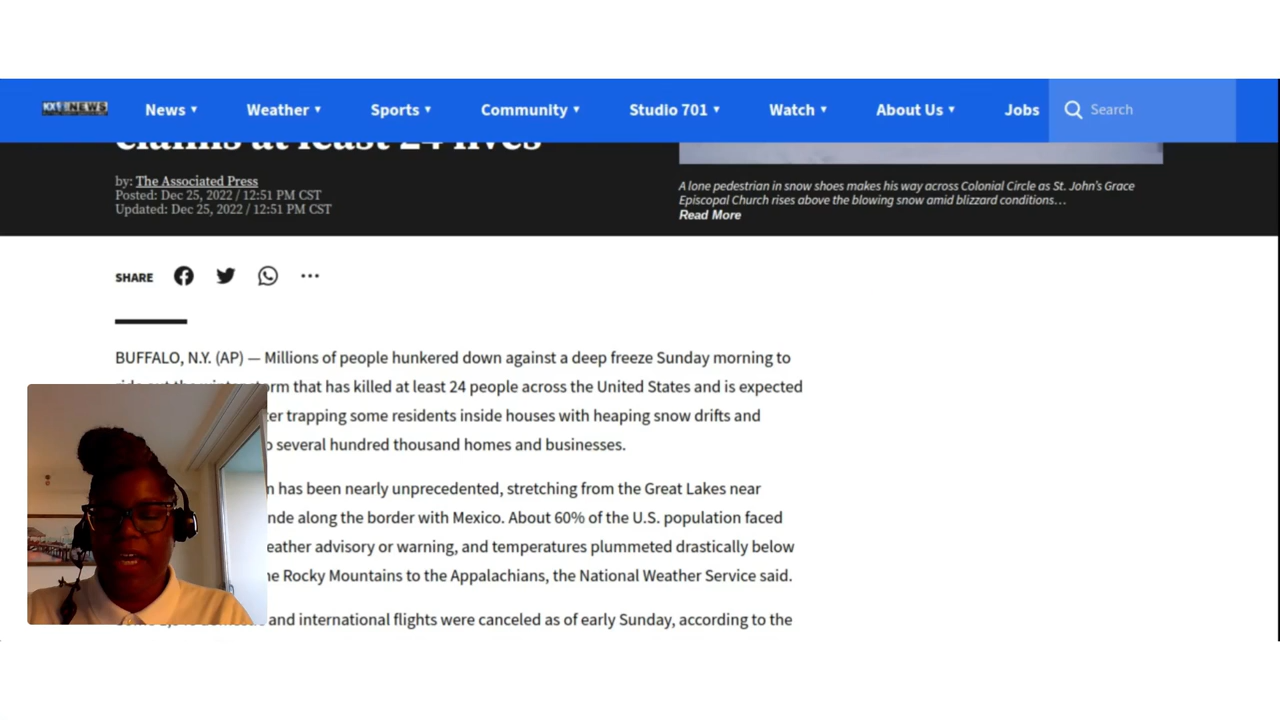 KX NEWS
News ▾ Weather ▾ Sports ▾ Community ▾ Studio 701 ▾ Watch ▾ About Us ▾ Jobs Search
claims at least 24 lives
by: The Associated Press
Posted: Dec 25, 2022 / 12:51 PM CST
Updated: Dec 25, 2022 / 12:51 PM CST
A lone pedestrian in snow shoes makes his way across Colonial Circle as St. John's Grace
Episcopal Church rises above the blowing snow amid blizzard conditions…
Read More
SHARE
BUFFALO, N.Y. (AP) — Millions of people hunkered down against a deep freeze Sunday morning to
that has killed at least 24 people across the United States and is expected
trapping some residents inside houses with heaping snow drifts and
several hundred thousand homes and businesses.
has been nearly unprecedented, stretching from the Great Lakes near
along the border with Mexico. About 60% of the U.S. population faced
advisory or warning, and temperatures plummeted drastically below
Rocky Mountains to the Appalachians, the National Weather Service said.
and international flights were canceled as of early Sunday, according to the